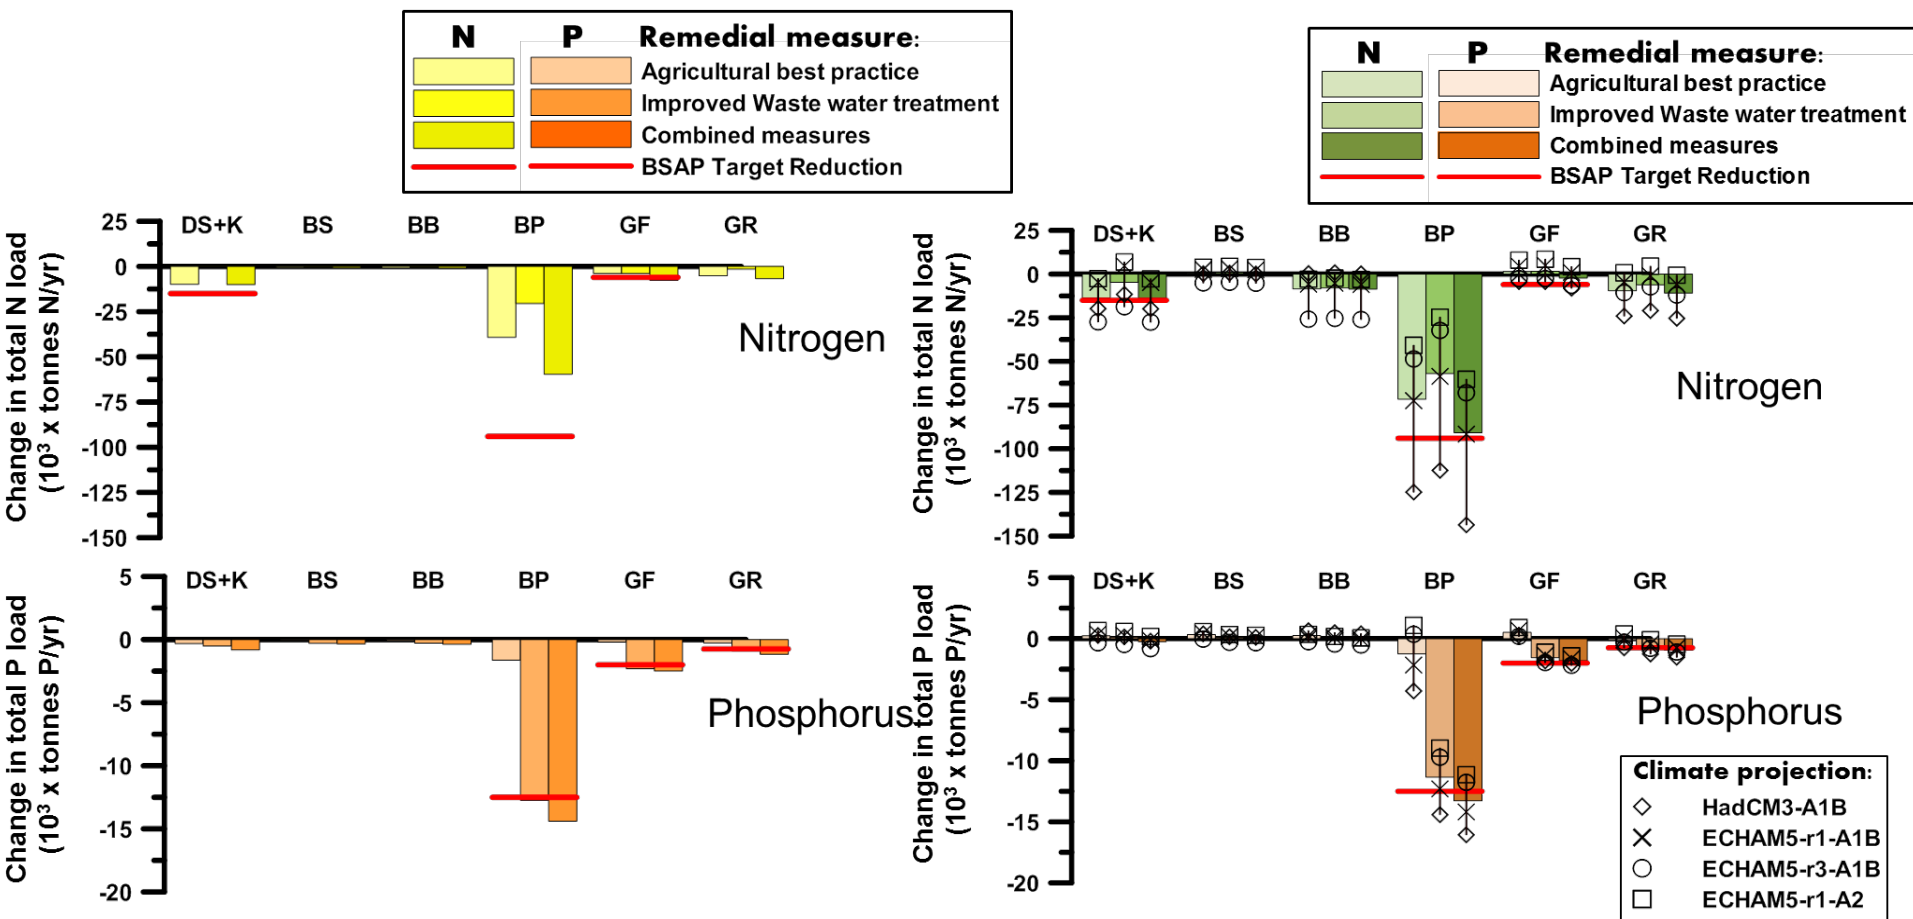 N P Remedial measure:
Agricultural best practice
Improved Waste water treatment
Combined measures
BSAP Target Reduction
N P Remedial measure:
Agricultural best practice
Improved Waste water treatment
Combined measures
BSAP Target Reduction
Change in total N load
(10³ x tonnes N/yr)
25
0
-25
-50
-75
-100
-125
-150
DS+K BS BB BP GF GR
Nitrogen
Change in total N load
(10³ x tonnes N/yr)
25
0
-25
-50
-75
-100
-125
-150
DS+K BS BB BP GF GR
Nitrogen
Change in total P load
(10³ x tonnes P/yr)
5
0
-5
-10
-15
-20
DS+K BS BB BP GF GR
Phosphorus
Change in total P load
(10³ x tonnes P/yr)
5
0
-5
-10
-15
-20
DS+K BS BB BP GF GR
Phosphorus
Climate projection:
HadCM3-A1B
ECHAM5-r1-A1B
ECHAM5-r3-A1B
ECHAM5-r1-A2